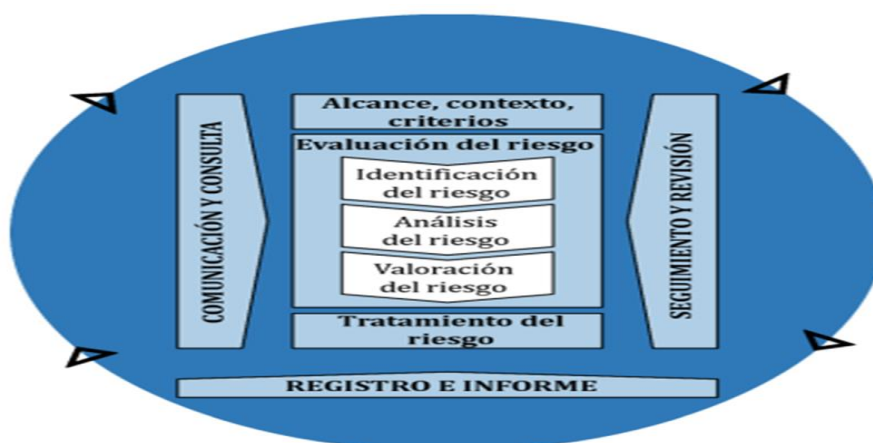 Alcance, contexto,
criterios
Evaluación del riesgo
Identificación
del riesgo
Análisis
del riesgo
Valoración
del riesgo
Tratamiento del
riesgo
COMUNICACIÓN Y CONSULTA
SEGUIMIENTO Y REVISIÓN
REGISTRO E INFORME